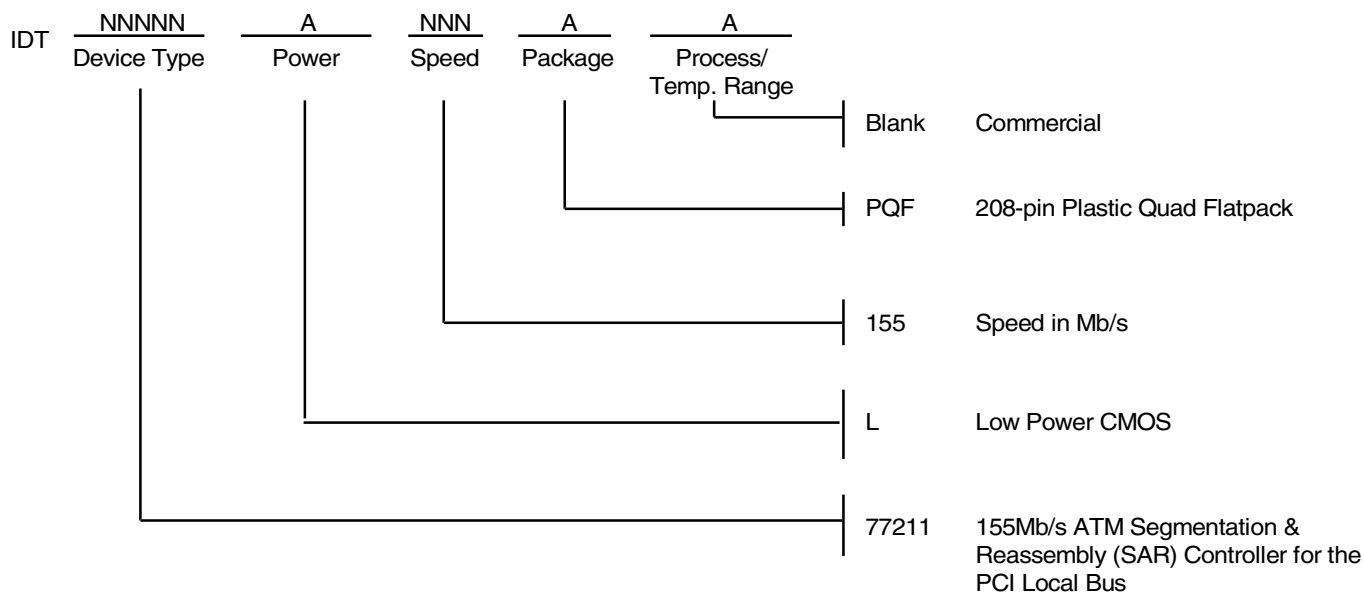 NNNNN A NNN A A
IDT
Device Type Power Speed Package Process/
Temp. Range
Blank Commercial
PQF 208-pin Plastic Quad Flatpack
155 Speed in Mb/s
L Low Power CMOS
77211 155Mb/s ATM Segmentation &
Reassembly (SAR) Controller for the
PCI Local Bus